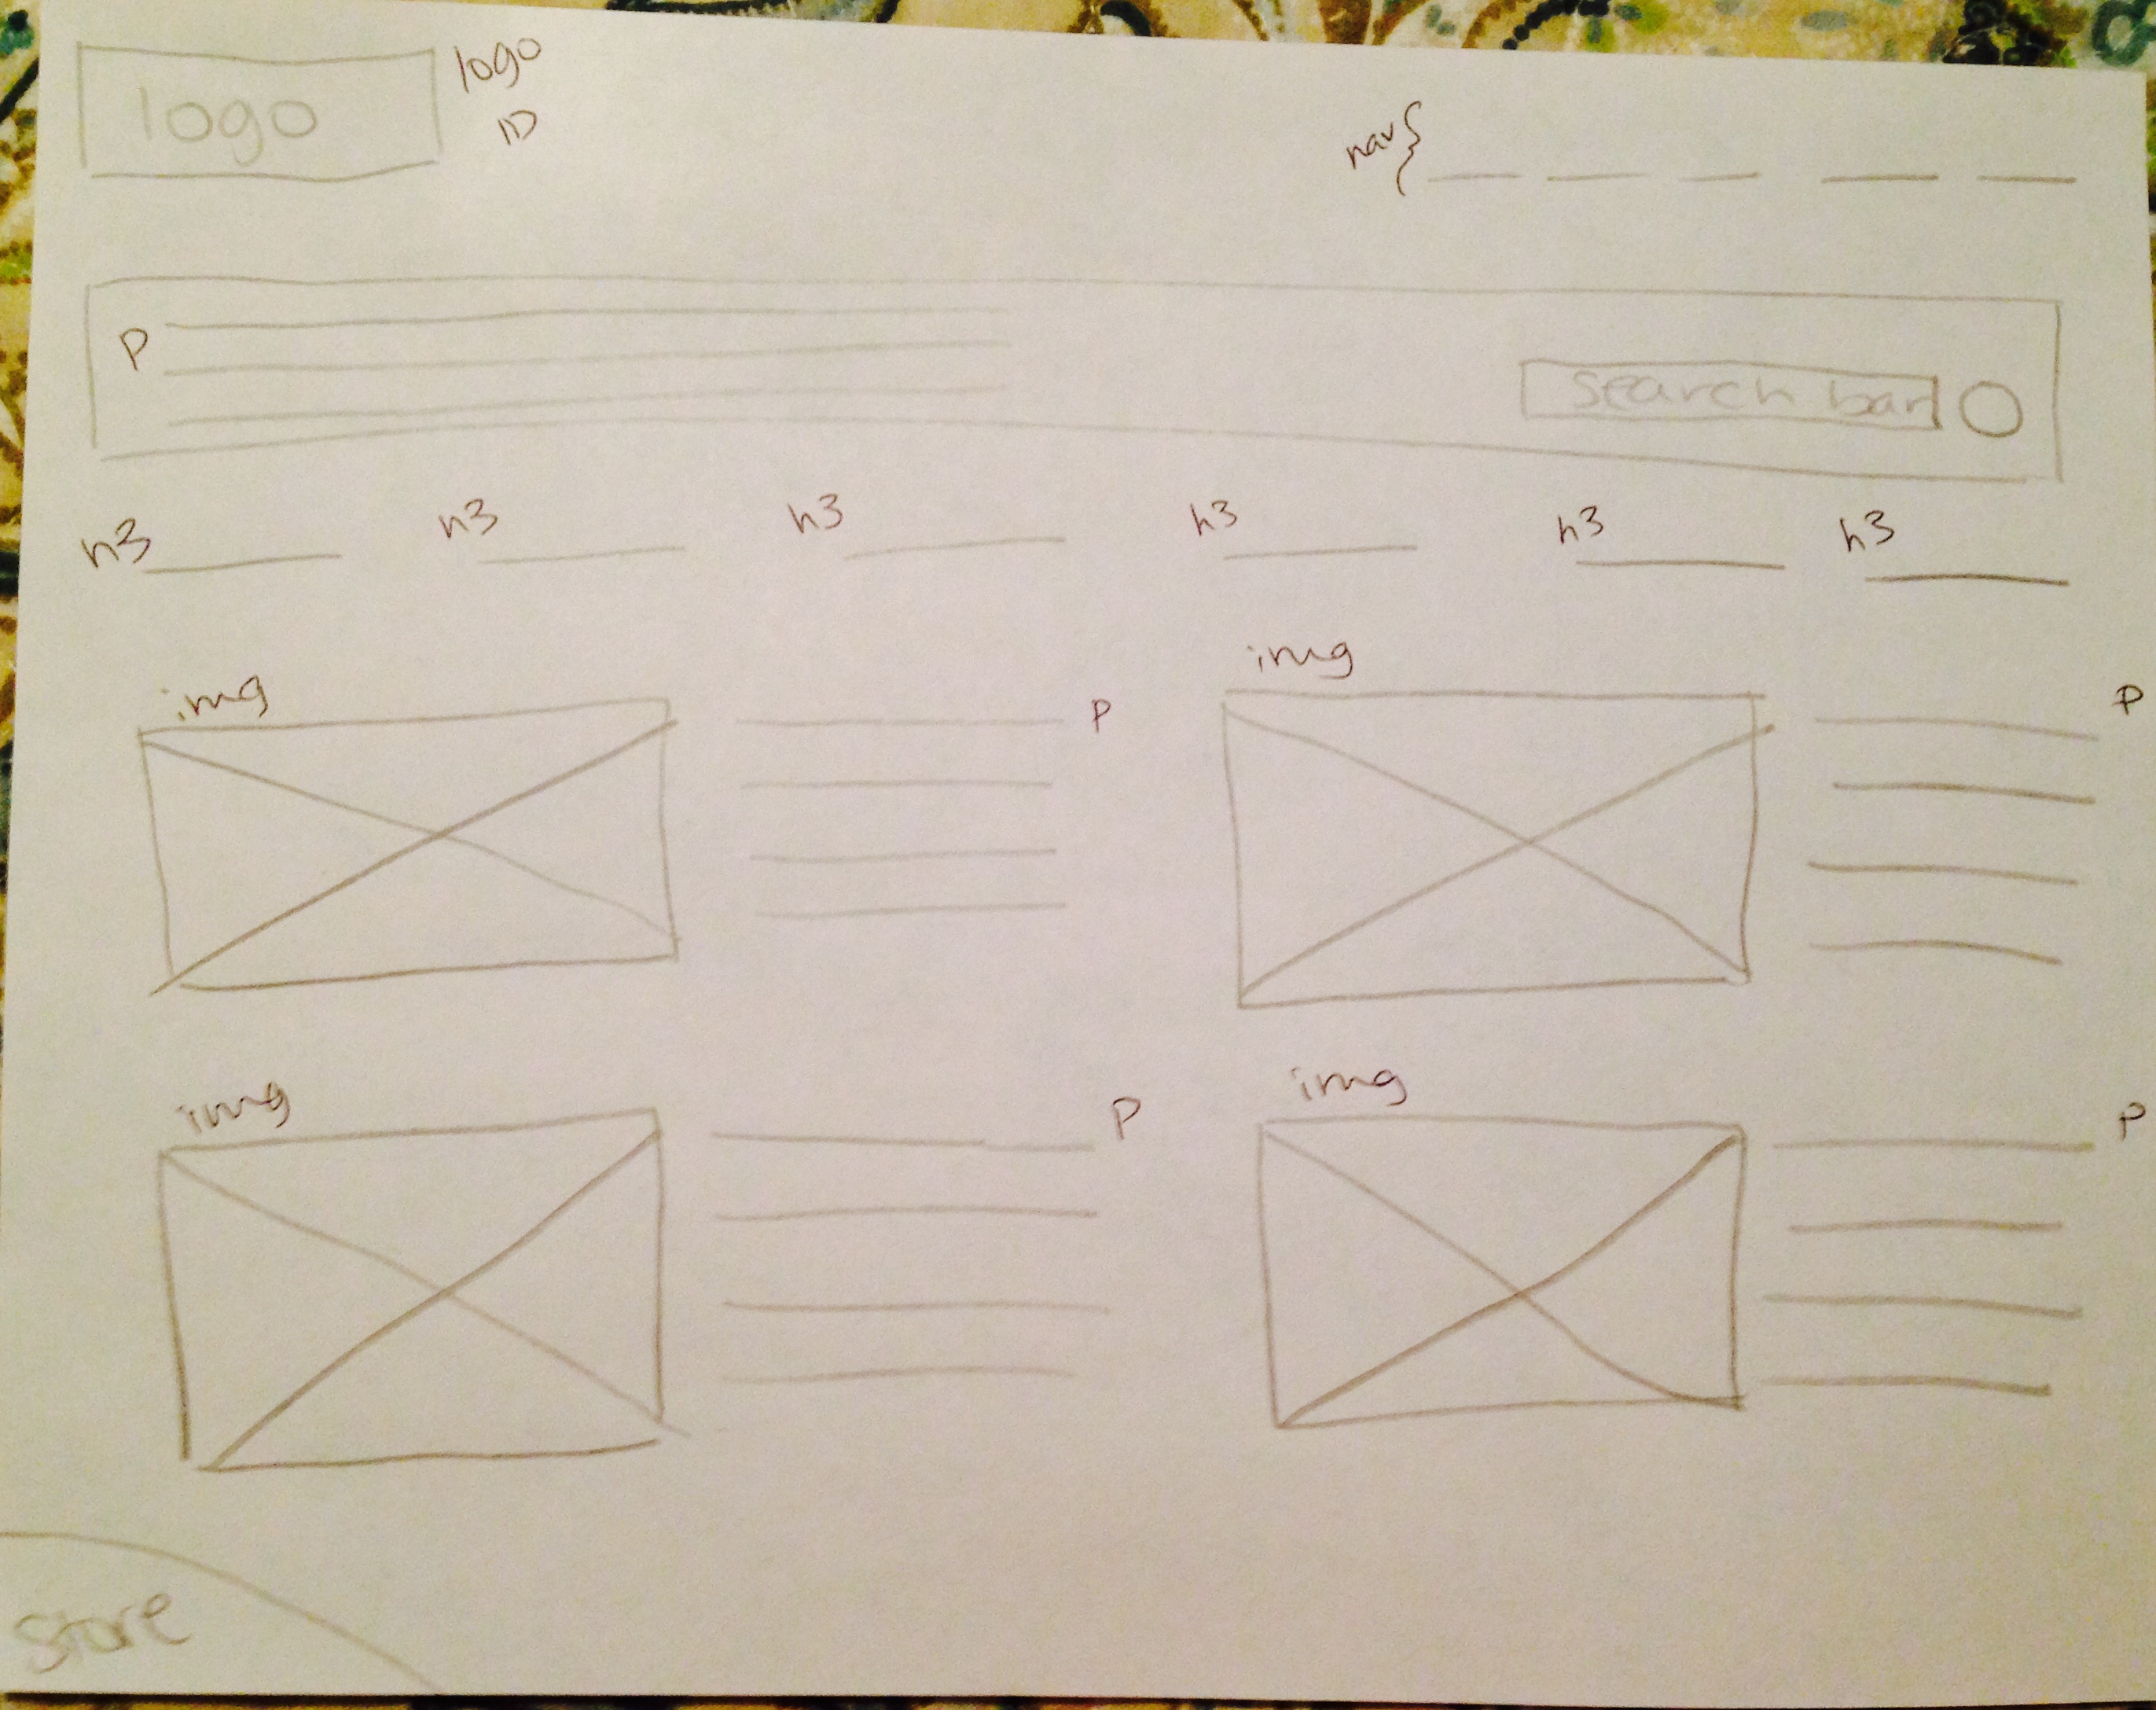 logo
logo
ID
nav
P
search bar
h3 h3 h3 h3 h3 h3
img P img P
img P img P
Store